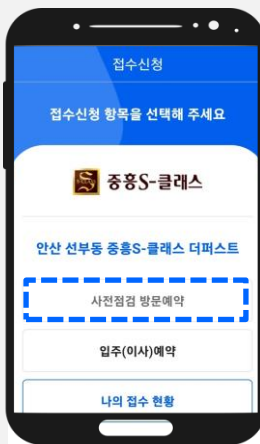 접수신청
접수신청 항목을 선택해 주세요
중흥S-클래스
안산 선부동 중흥S-클래스 더퍼스트
사전점검 방문예약
입주(이사)예약
나의 접수 현황